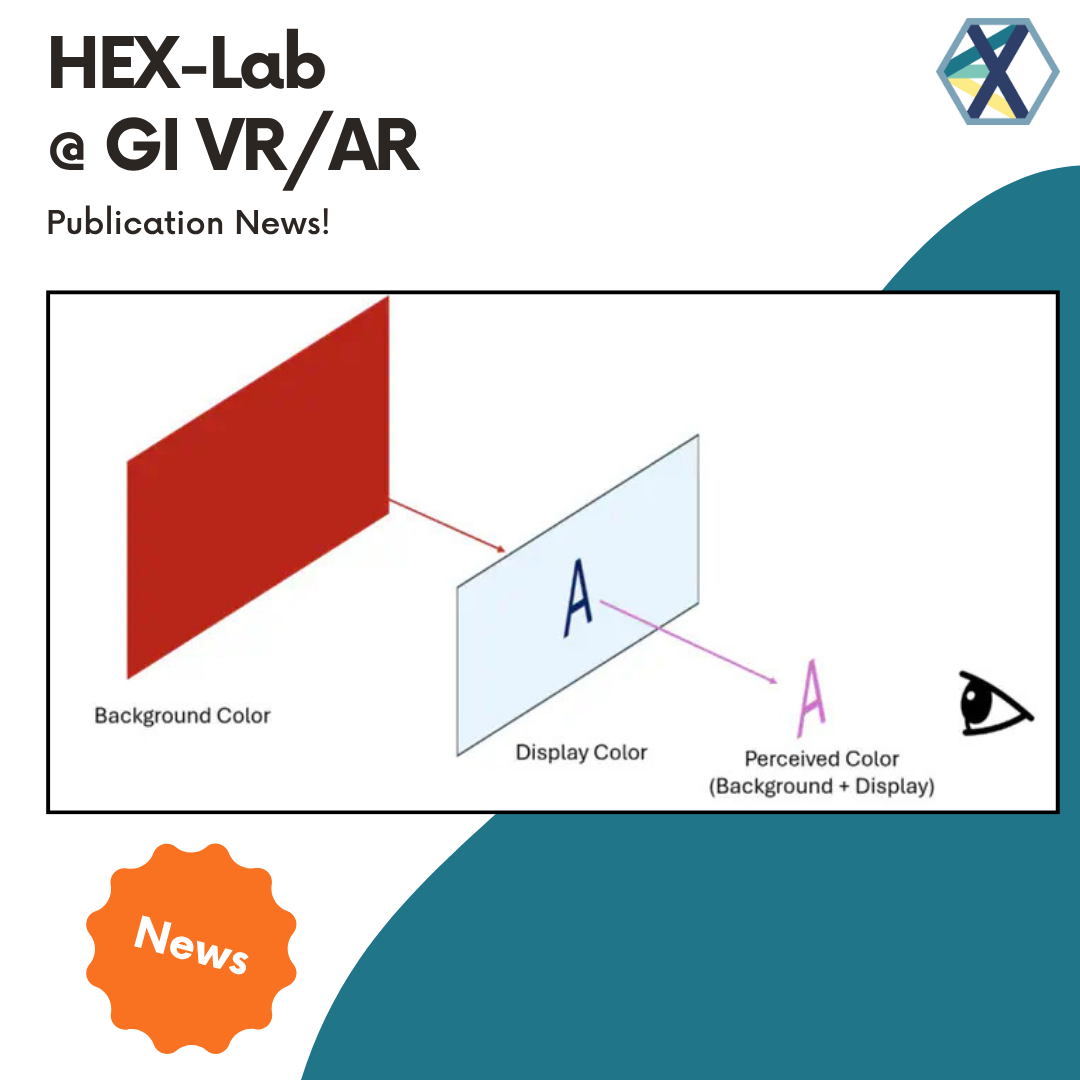 HEX-Lab
@ GI VR/AR
Publication News!
A
A
Background Color
Display Color
Perceived Color
(Background + Display)
News